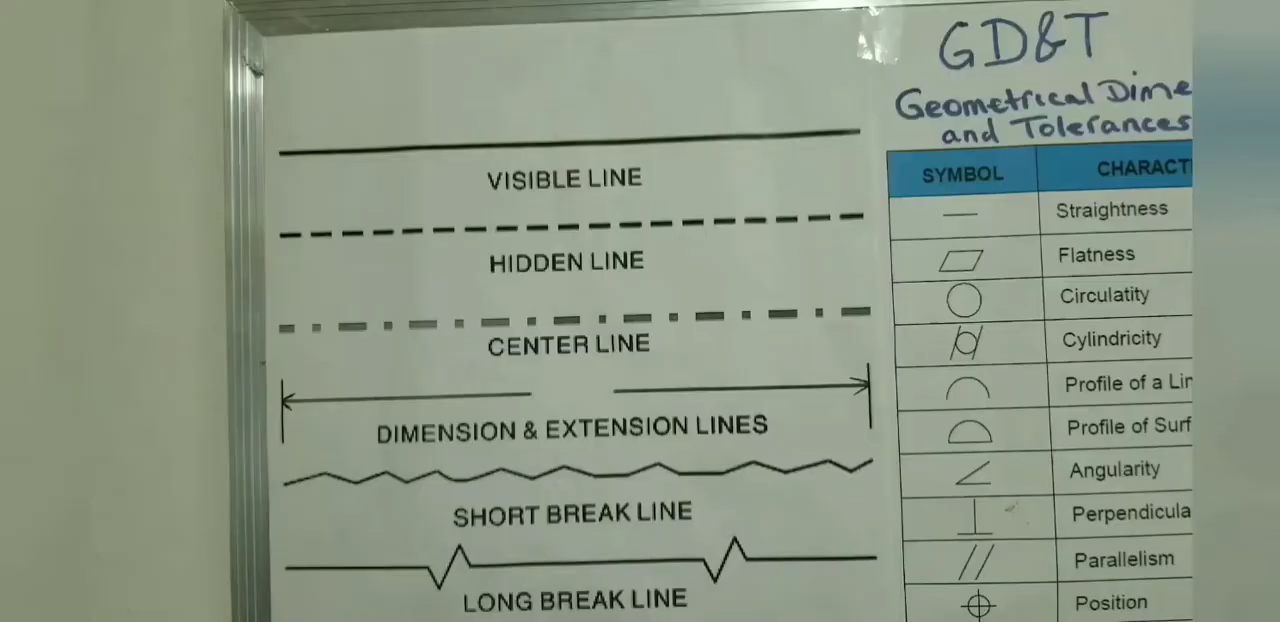 VISIBLE LINE
HIDDEN LINE
CENTER LINE
DIMENSION & EXTENSION LINES
SHORT BREAK LINE
LONG BREAK LINE
GD&T
Geometrical Dime
and Tolerances
SYMBOL CHARACT
Straightness
Flatness
Circulatity
Cylindricity
Profile of a Lin
Profile of Surf
Angularity
Perpendicula
Parallelism
Position